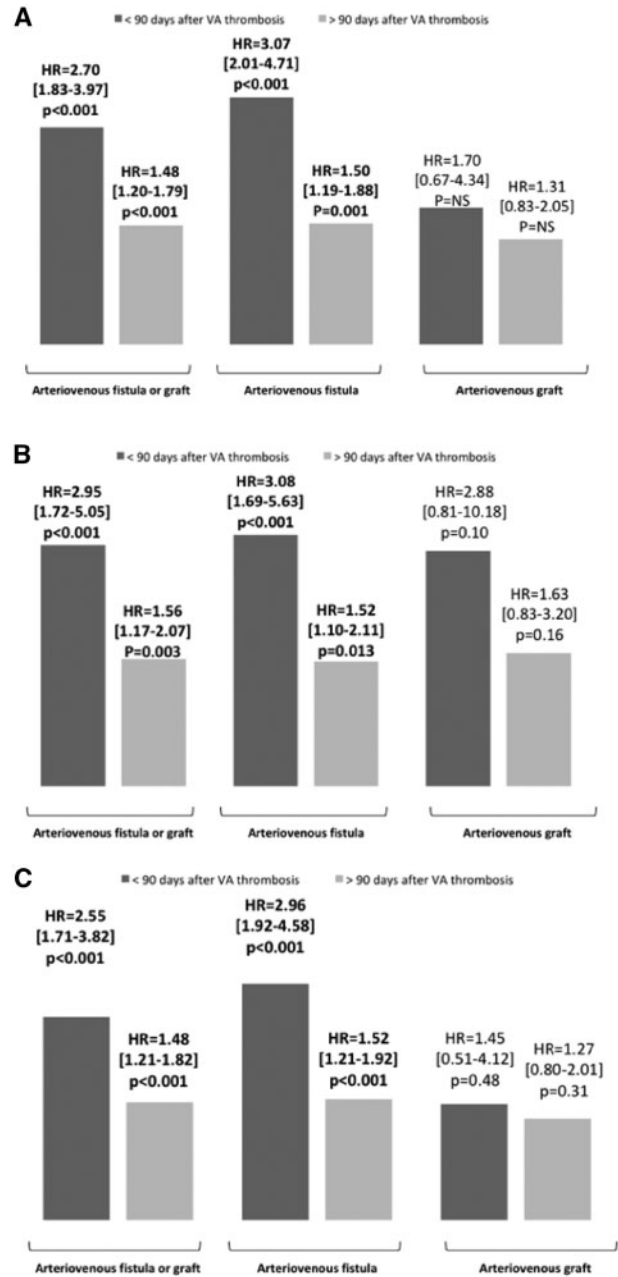 A
< 90 days after VA thrombosis > 90 days after VA thrombosis
HR=2.70
[1.83-3.97]
p<0.001
HR=1.48
[1.20-1.79]
p<0.001
HR=3.07
[2.01-4.71]
p<0.001
HR=1.50
[1.19-1.88]
P=0.001
HR=1.70
[0.67-4.34]
P=NS
HR=1.31
[0.83-2.05]
P=NS
Arteriovenous fistula or graft
Arteriovenous fistula
Arteriovenous graft
B
< 90 days after VA thrombosis > 90 days after VA thrombosis
HR=2.95
[1.72-5.05]
p<0.001
HR=1.56
[1.17-2.07]
P=0.003
HR=3.08
[1.69-5.63]
p<0.001
HR=1.52
[1.10-2.11]
p=0.013
HR=2.88
[0.81-10.18]
p=0.10
HR=1.63
[0.83-3.20]
p=0.16
Arteriovenous fistula or graft
Arteriovenous fistula
Arteriovenous graft
C
< 90 days after VA thrombosis > 90 days after VA thrombosis
HR=2.55
[1.71-3.82]
p<0.001
HR=1.48
[1.21-1.82]
p<0.001
HR=2.96
[1.92-4.58]
p<0.001
HR=1.52
[1.21-1.92]
p<0.001
HR=1.45
[0.51-4.12]
p=0.48
HR=1.27
[0.80-2.01]
p=0.31
Arteriovenous fistula or graft
Arteriovenous fistula
Arteriovenous graft